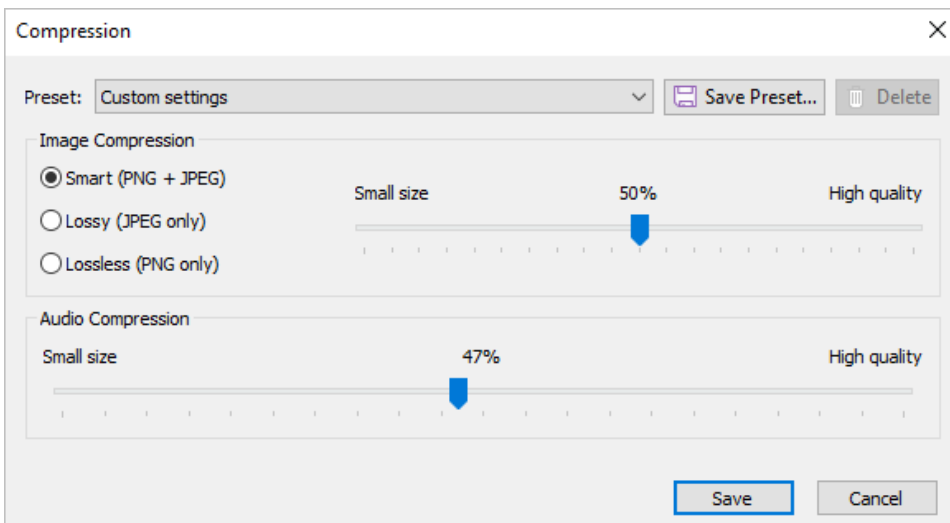 Compression
Preset: Custom settings Save Preset... Delete
Image Compression
Smart (PNG + JPEG)
Small size 50% High quality
Lossy (JPEG only)
Lossless (PNG only)
Audio Compression
Small size 47% High quality
Save Cancel